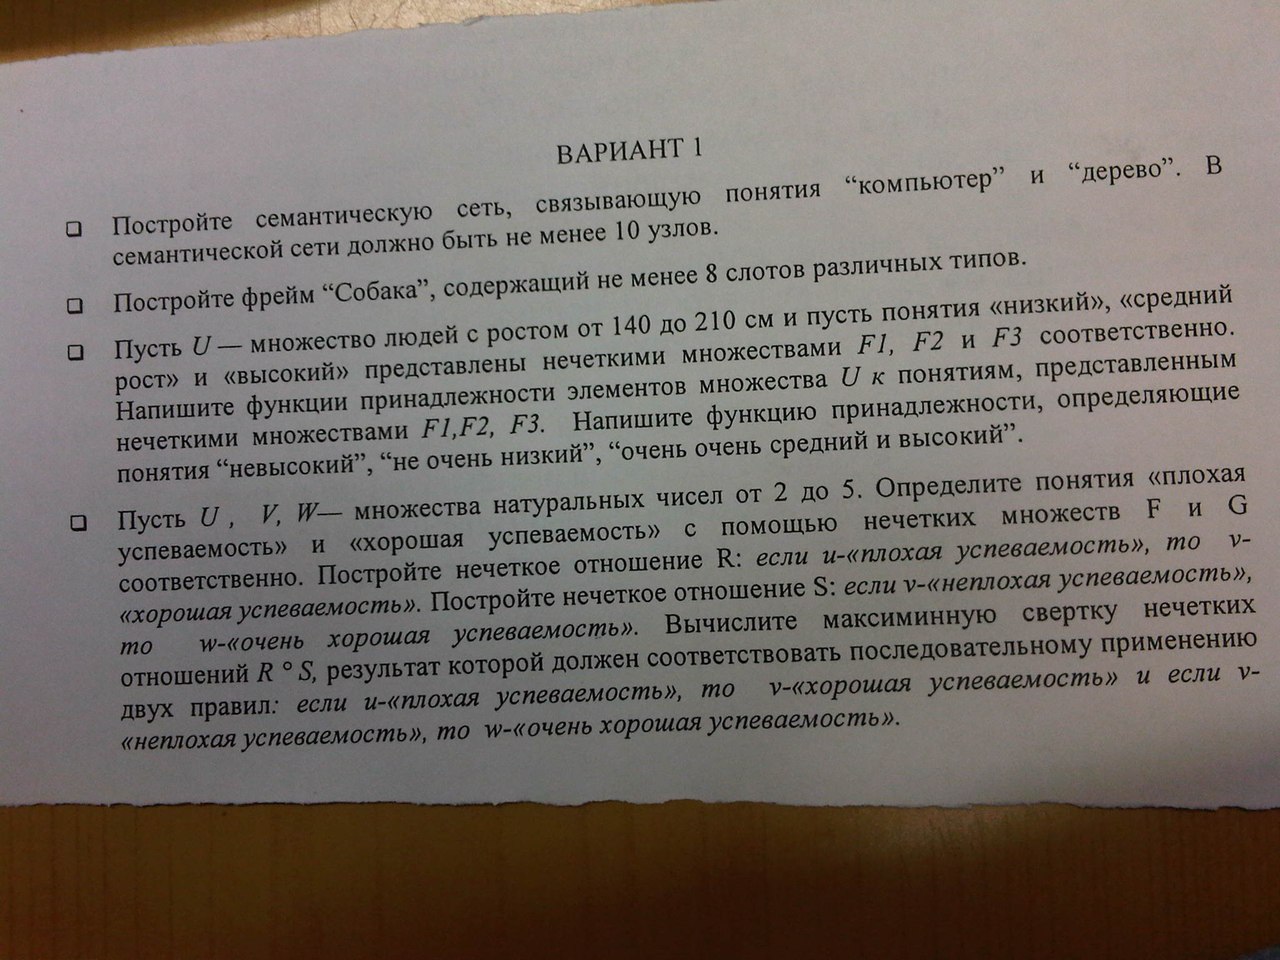 ВАРИАНТ 1
❏ Постройте семантическую сеть, связывающую понятия “компьютер” и “дерево”. В
семантической сети должно быть не менее 10 узлов.
❏ Постройте фрейм “Собака”, содержащий не менее 8 слотов различных типов.
❏ Пусть U — множество людей с ростом от 140 до 210 см и пусть понятия «низкий», «средний
рост» и «высокий» представлены нечеткими множествами F1, F2 и F3 соответственно.
Напишите функции принадлежности элементов множества U к понятиям, представленным
нечеткими множествами F1,F2, F3. Напишите функцию принадлежности, определяющие
понятия “невысокий”, “не очень низкий”, “очень очень средний и высокий”.
❏ Пусть U , V, W— множества натуральных чисел от 2 до 5. Определите понятия «плохая
успеваемость» и «хорошая успеваемость» с помощью нечетких множеств F и G
соответственно. Постройте нечеткое отношение R: если u-«плохая успеваемость», то v-
«хорошая успеваемость». Постройте нечеткое отношение S: если v-«неплохая успеваемость»,
то w-«очень хорошая успеваемость». Вычислите максиминную свертку нечетких
отношений R ° S, результат которой должен соответствовать последовательному применению
двух правил: если u-«плохая успеваемость», то v-«хорошая успеваемость» и если v-
«неплохая успеваемость», то w-«очень хорошая успеваемость».